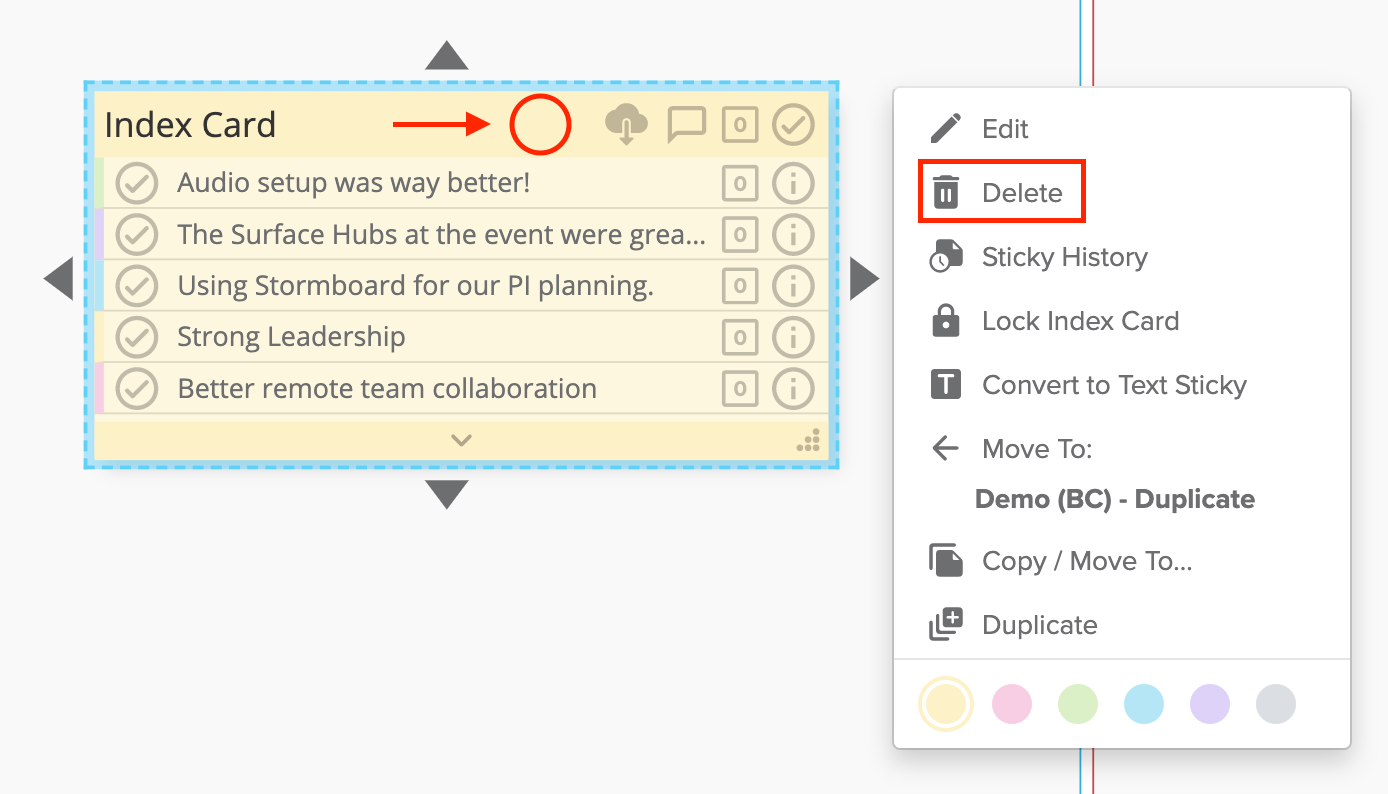 Index Card 0
Audio setup was way better! 0
The Surface Hubs at the event were grea... 0
Using Stormboard for our PI planning. 0
Strong Leadership 0
Better remote team collaboration 0
Edit
Delete
Sticky History
Lock Index Card
T Convert to Text Sticky
Move To:
Demo (BC) - Duplicate
Copy / Move To...
Duplicate